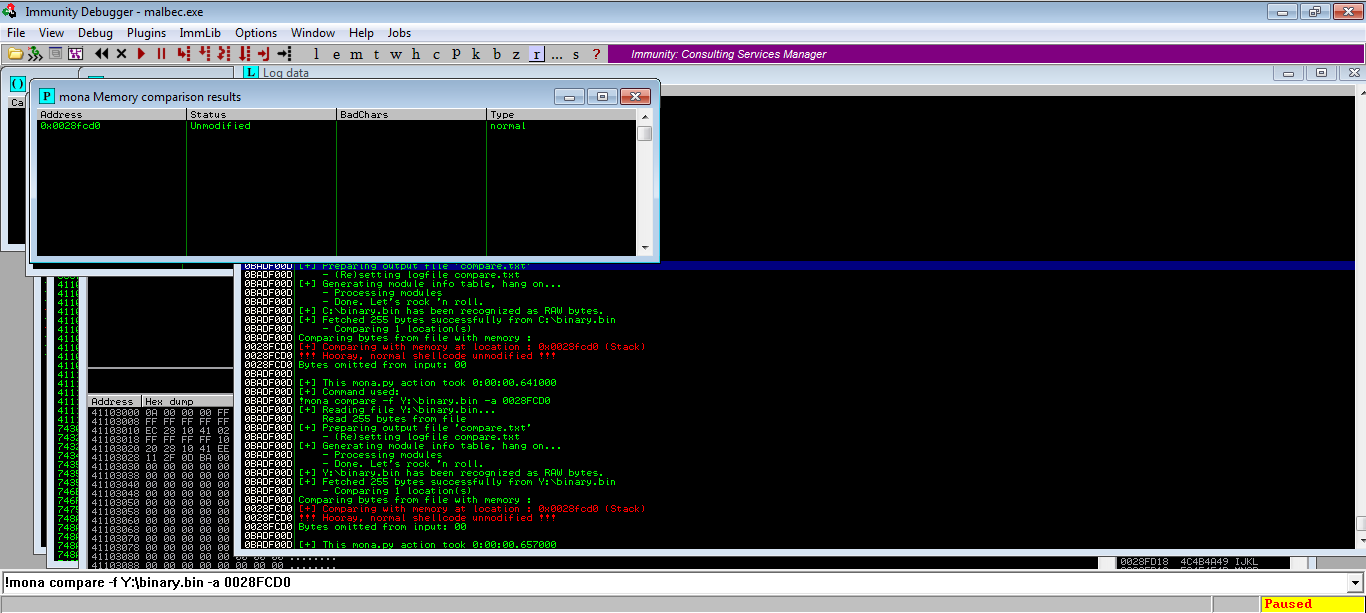 Immunity Debugger - malbec.exe
File View Debug Plugins ImmLib Options Window Help Jobs
l e m t w h c P k b z r ... s ?
Immunity: Consulting Services Manager
L Log data
P mona Memory comparison results
Address Status BadChars Type
0x0028fcd0 Unmodified normal
0BADF00D [+] Preparing output file 'compare.txt'
0BADF00D - (Re)setting logfile compare.txt
0BADF00D [+] Generating module info table, hang on...
0BADF00D - Processing modules
0BADF00D - Done. Let's rock 'n roll.
0BADF00D [+] C:\binary.bin has been recognized as RAW bytes.
0BADF00D [+] Fetched 255 bytes successfully from C:\binary.bin
0BADF00D - Comparing 1 location(s)
0BADF00D Comparing bytes from file with memory :
0028FCD0 [+] Comparing with memory at location : 0x0028fcd0 (Stack)
0028FCD0 !!! Hooray, normal shellcode unmodified !!!
0028FCD0 Bytes omitted from input: 00
0BADF00D
0BADF00D [+] This mona.py action took 0:00:00.641000
0BADF00D [+] Command used:
0BADF00D !mona compare -f Y:\binary.bin -a 0028FCD0
0BADF00D [+] Reading file Y:\binary.bin...
0BADF00D Read 255 bytes from file
0BADF00D [+] Preparing output file 'compare.txt'
0BADF00D - (Re)setting logfile compare.txt
0BADF00D [+] Generating module info table, hang on...
0BADF00D - Processing modules
0BADF00D - Done. Let's rock 'n roll.
0BADF00D [+] Y:\binary.bin has been recognized as RAW bytes.
0BADF00D [+] Fetched 255 bytes successfully from Y:\binary.bin
0BADF00D - Comparing 1 location(s)
0BADF00D Comparing bytes from file with memory :
0028FCD0 [+] Comparing with memory at location : 0x0028fcd0 (Stack)
0028FCD0 !!! Hooray, normal shellcode unmodified !!!
0028FCD0 Bytes omitted from input: 00
0BADF00D
0BADF00D [+] This mona.py action took 0:00:00.657000
Address Hex dump
41103000 0A 00 00 00 FF
41103008 FF FF FF FF FF
41103010 EC 28 10 41 02
41103018 FF FF FF FF 10
41103020 20 28 10 41 EE
41103028 11 2F 0D BA 00
41103030 00 00 00 00 00
41103038 00 00 00 00 00
41103040 00 00 00 00 00
41103048 00 00 00 00 00
41103050 00 00 00 00 00
41103058 00 00 00 00 00
41103060 00 00 00 00 00
41103068 00 00 00 00 00
41103070 00 00 00 00 00
41103078 00 00 00 00 00
41103080 00 00 00 00 00
41103088 00 00 00 00 00 00 00 00 ........
0028FD18 4C4B4A49 IJKL
!mona compare -f Y:\binary.bin -a 0028FCD0
Paused